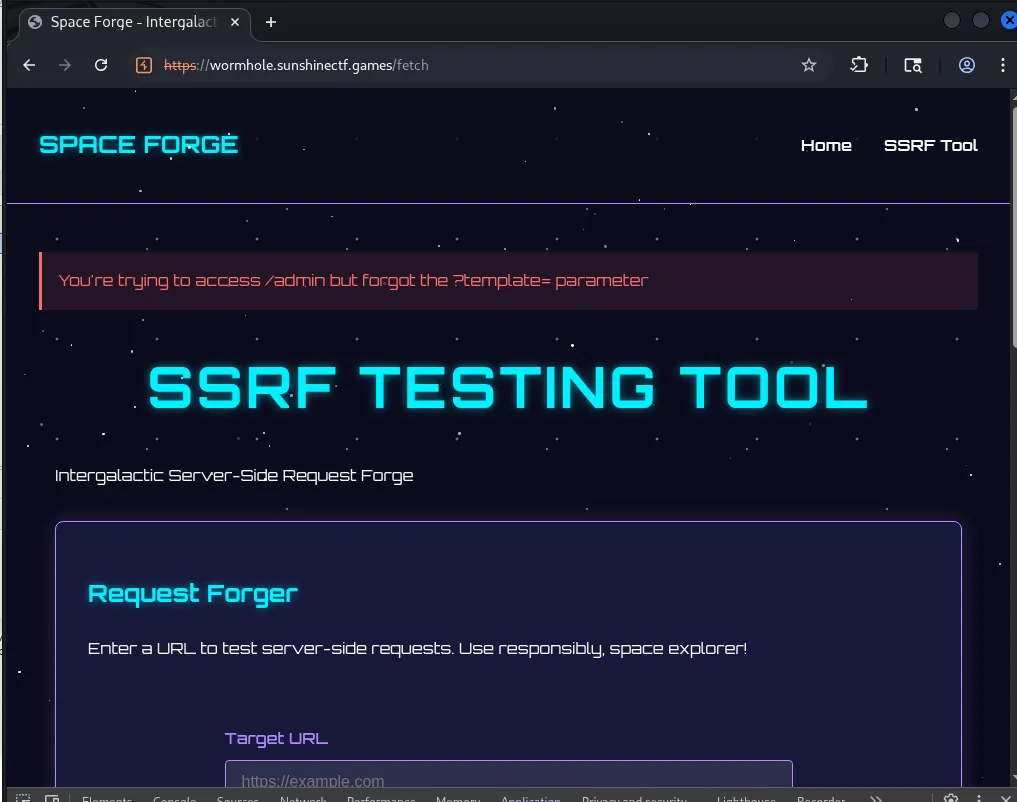 Space Forge - Intergalact
https://wormhole.sunshinectf.games/fetch
SPACE FORGE
Home
SSRF Tool
You're trying to access /admin but forgot the ?template= parameter
SSRF TESTING TOOL
Intergalactic Server-Side Request Forge
Request Forger
Enter a URL to test server-side requests. Use responsibly, space explorer!
Target URL
https://example.com
Elements Console Sources Network Performance Memory Application Privacy and security Lighthouse Recorder